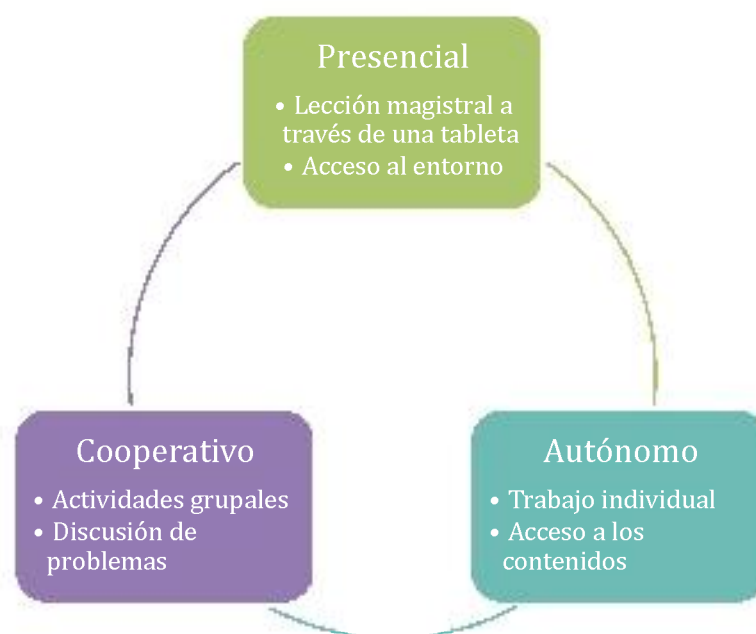 Presencial
• Lección magistral a
través de una tableta
• Acceso al entorno
Cooperativo
• Actividades grupales
• Discusión de
problemas
Autónomo
• Trabajo individual
• Acceso a los
contenidos